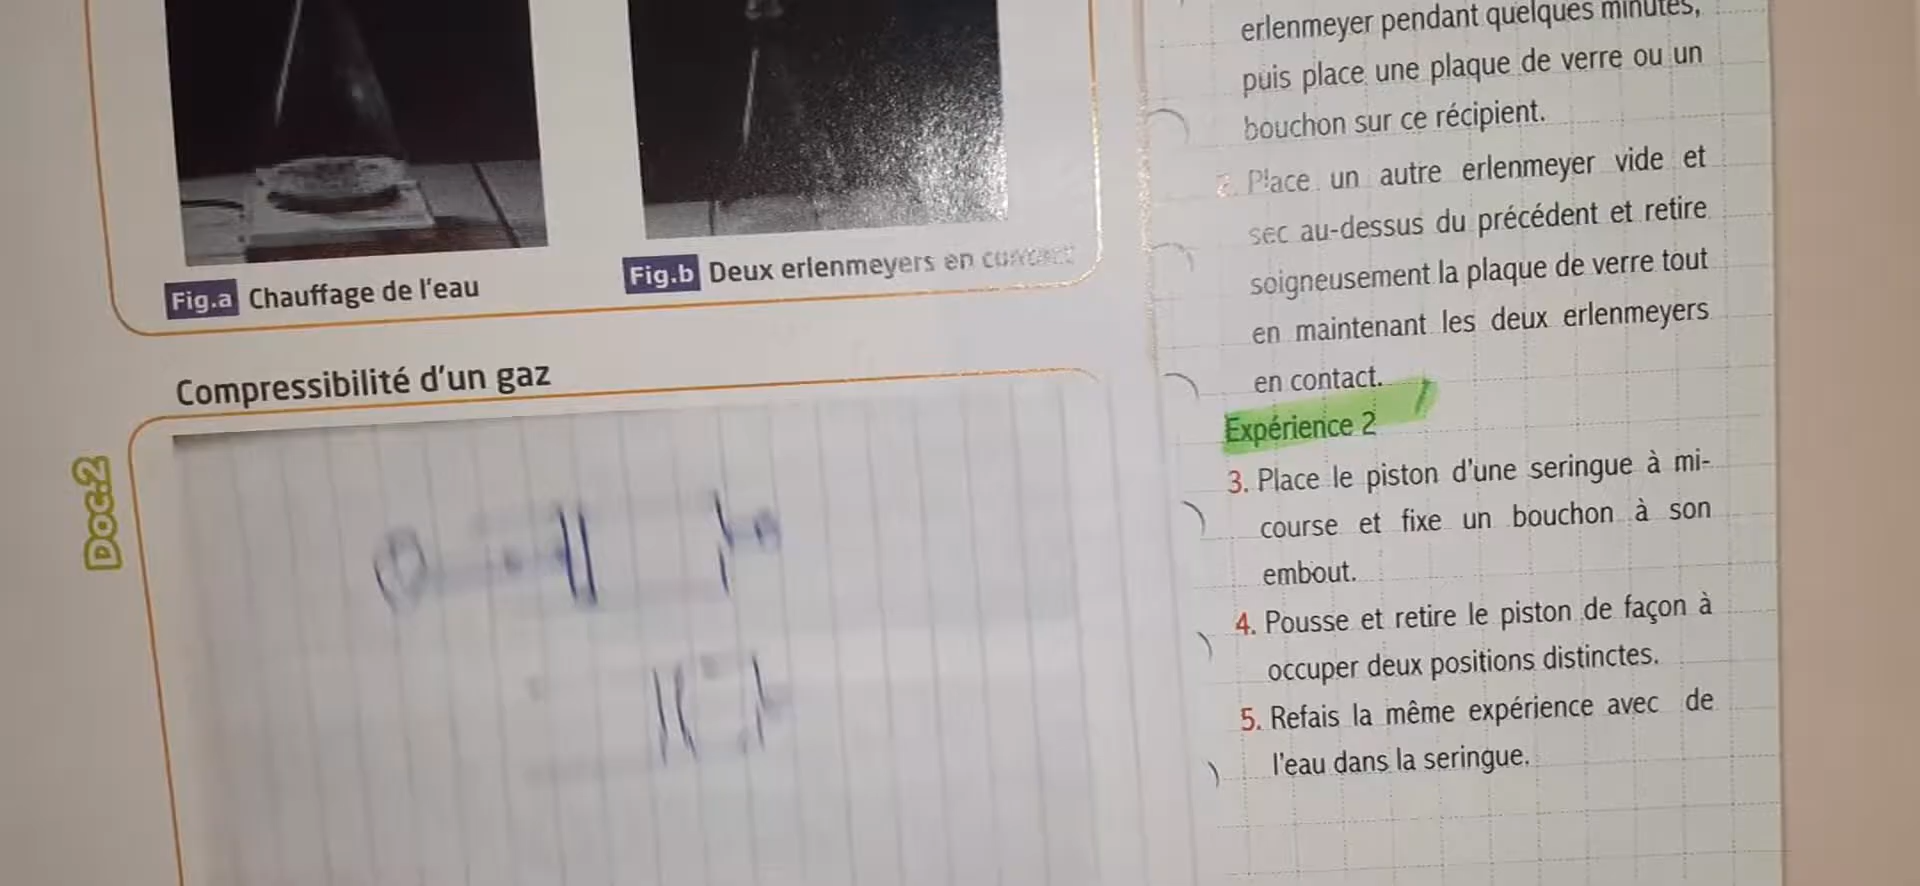 Fig.a Chauffage de l'eau
Fig.b Deux erlenmeyers en contact
Compressibilité d'un gaz
Doc.2
erlenmeyer pendant quelques minutes,
puis place une plaque de verre ou un
bouchon sur ce récipient.
2. Place un autre erlenmeyer vide et
sec au-dessus du précédent et retire
soigneusement la plaque de verre tout
en maintenant les deux erlenmeyers
en contact.
Expérience 2
3. Place le piston d'une seringue à mi-
course et fixe un bouchon à son
embout.
4. Pousse et retire le piston de façon à
occuper deux positions distinctes.
5. Refais la même expérience avec de
l'eau dans la seringue.